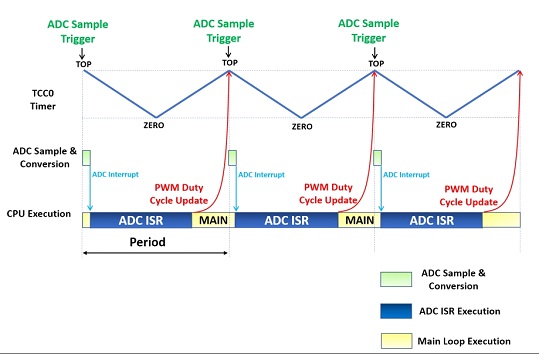 ADC Sample
Trigger
ADC Sample
Trigger
ADC Sample
Trigger
TOP
TOP
TOP
TCC0
Timer
ZERO
ZERO
ZERO
ADC Sample &
Conversion
ADC Interrupt
ADC Interrupt
ADC Interrupt
PWM Duty
Cycle Update
PWM Duty
Cycle Update
PWM Duty
Cycle Update
CPU Execution
ADC ISR
MAIN
ADC ISR
MAIN
ADC ISR
Period
ADC Sample &
Conversion
ADC ISR Execution
Main Loop Execution